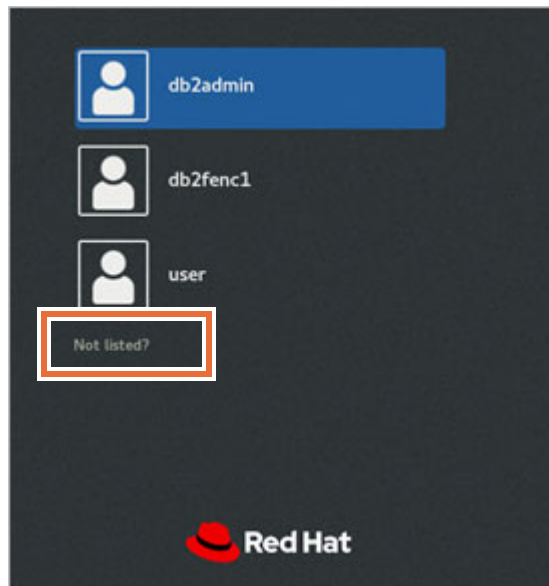 db2admin
db2fenc1
user
Not listed?
Red Hat